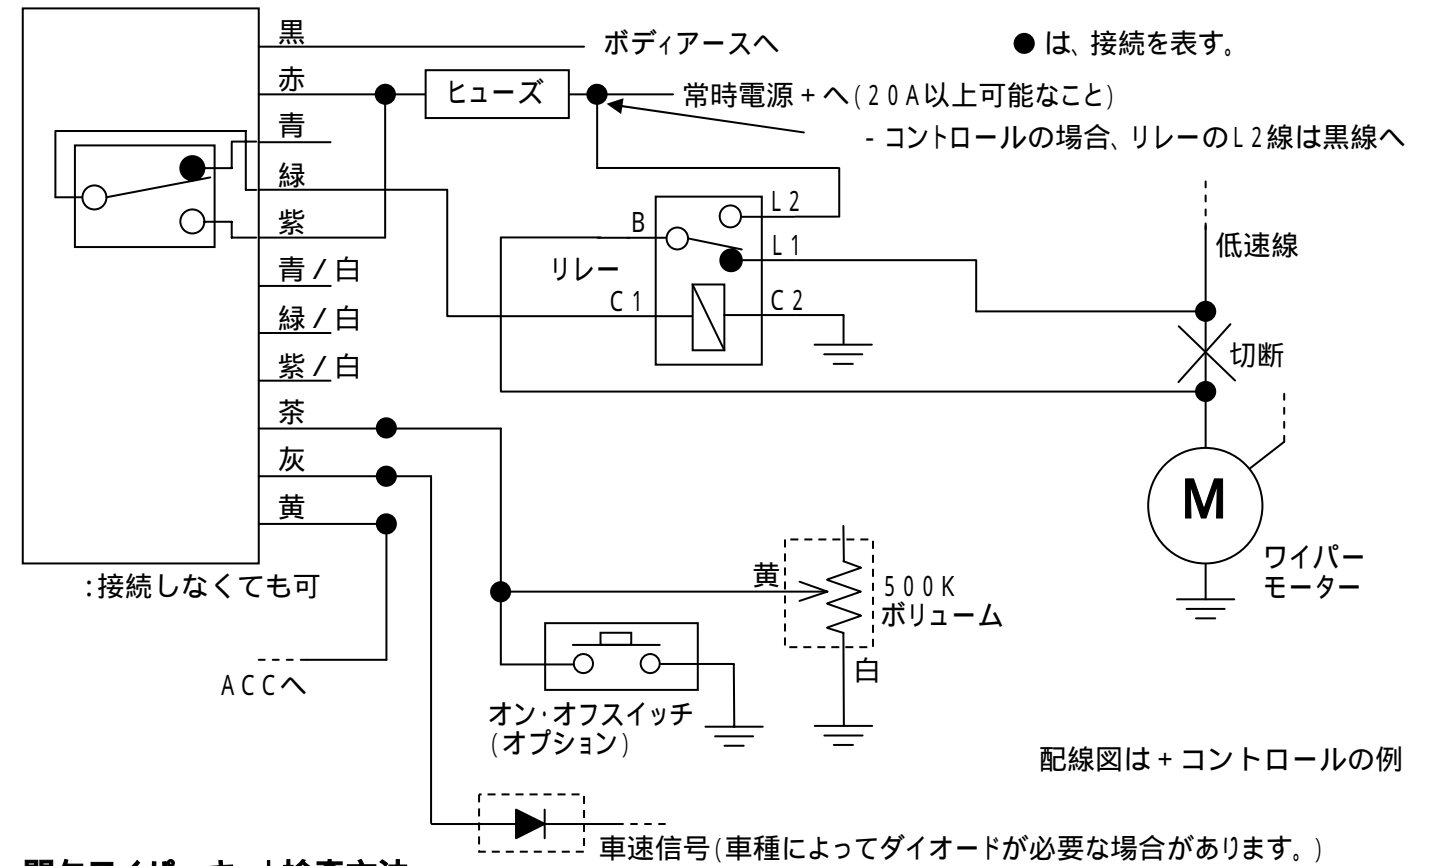 黒
ボディアースへ
●は、接続を表す。
赤
ヒューズ
常時電源+へ(20A以上可能なこと)
青
-コントロールの場合、リレーのL2線は黒線へ
緑
L2
紫
B
L1
低速線
青/白
リレー
C1
C2
緑/白
切断
紫/白
茶
灰
M
黄
ワイパー
モーター
:接続しなくても可
黄
500K
ボリューム
白
ACCへ
オン・オフスイッチ
(オプション)
配線図は+コントロールの例
車速信号(車種によってダイオードが必要な場合があります。)